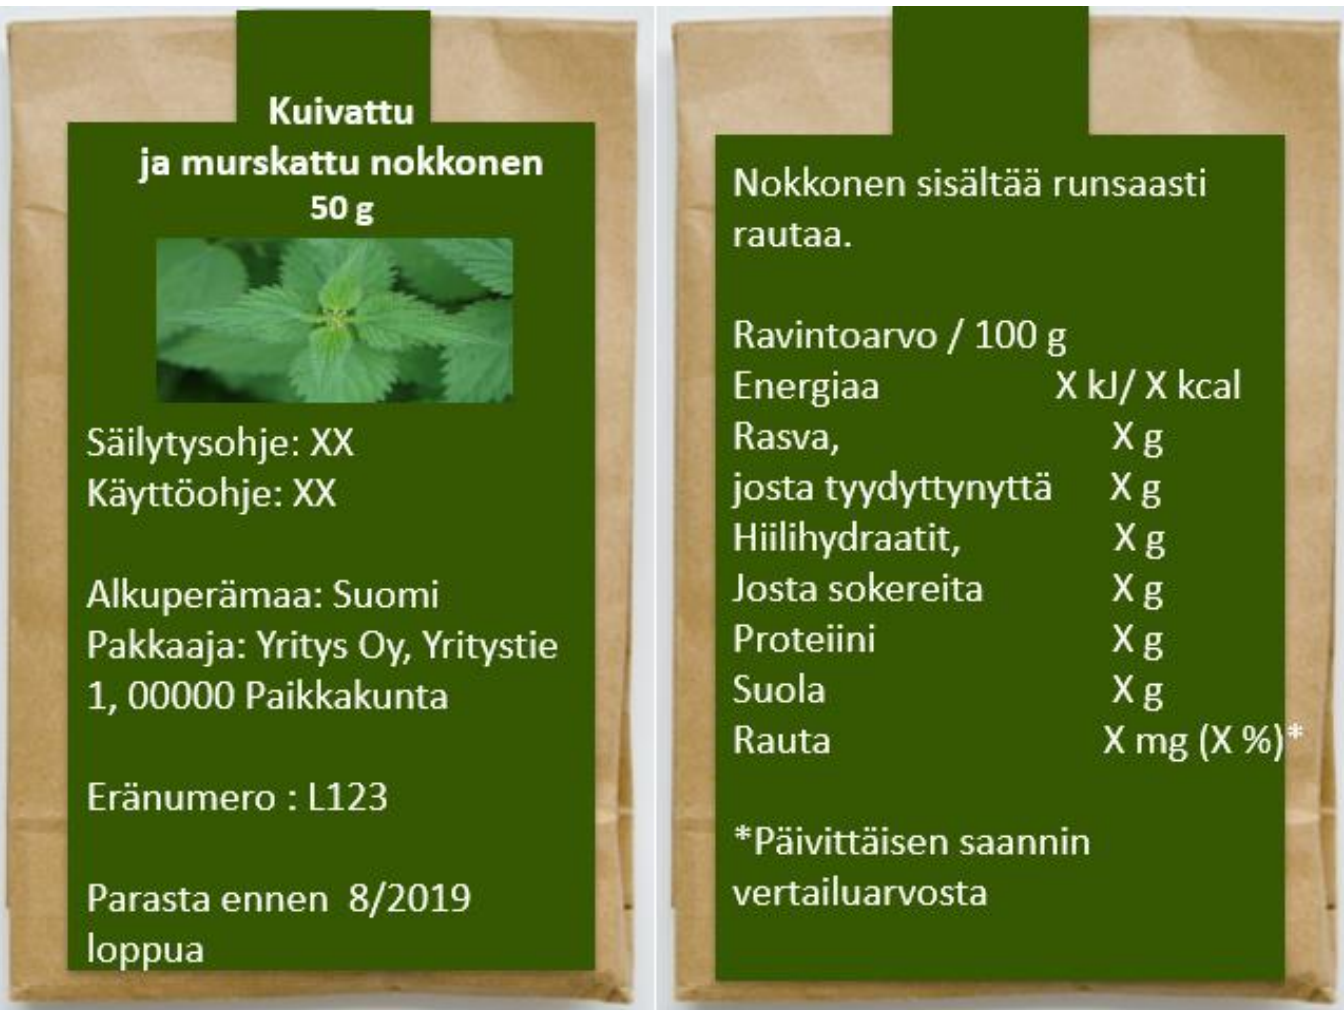 Kuivattu
ja murskattu nokkonen
50 g
Säilytysohje: XX
Käyttöohje: XX
Alkuperämaa: Suomi
Pakkaaja: Yritys Oy, Yritystie
1, 00000 Paikkakunta
Eränumero : L123
Parasta ennen 8/2019
loppua
Nokkonen sisältää runsaasti
rautaa.
Ravintoarvo / 100 g
Energiaa X kJ/ X kcal
Rasva, X g
josta tyydyttynyttä X g
Hiilihydraatit, X g
Josta sokereita X g
Proteiini X g
Suola X g
Rauta X mg (X %)*
*Päivittäisen saannin
vertailuarvosta